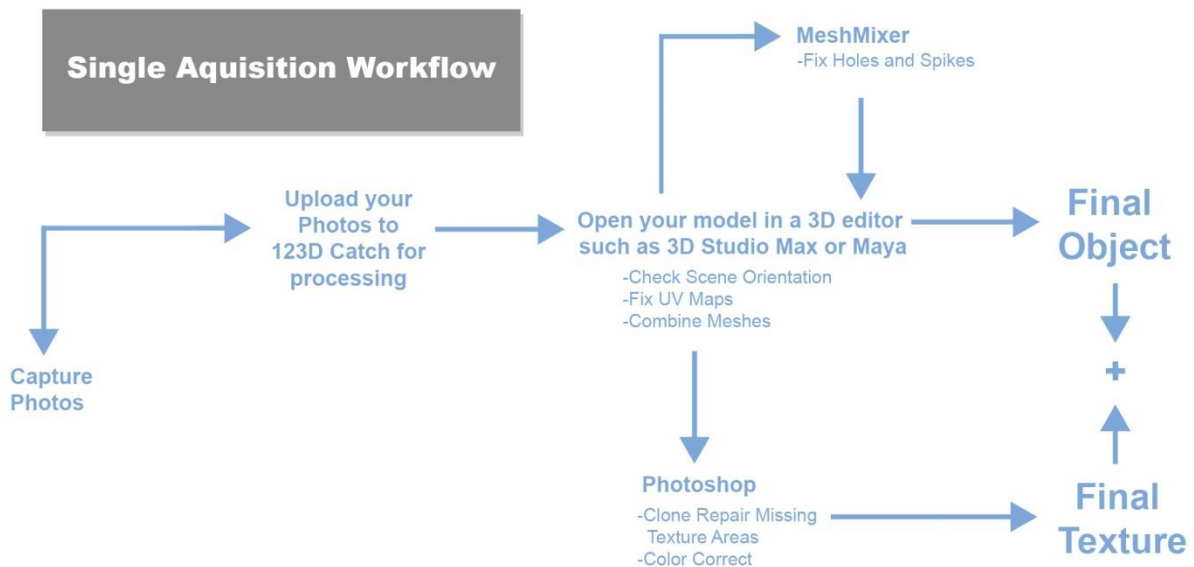 Single Aquisition Workflow
MeshMixer
-Fix Holes and Spikes
Upload your
Photos to
123D Catch for
processing
Open your model in a 3D editor
such as 3D Studio Max or Maya
-Check Scene Orientation
-Fix UV Maps
-Combine Meshes
Final
Object
+
Capture
Photos
Photoshop
-Clone Repair Missing
Texture Areas
-Color Correct
Final
Texture